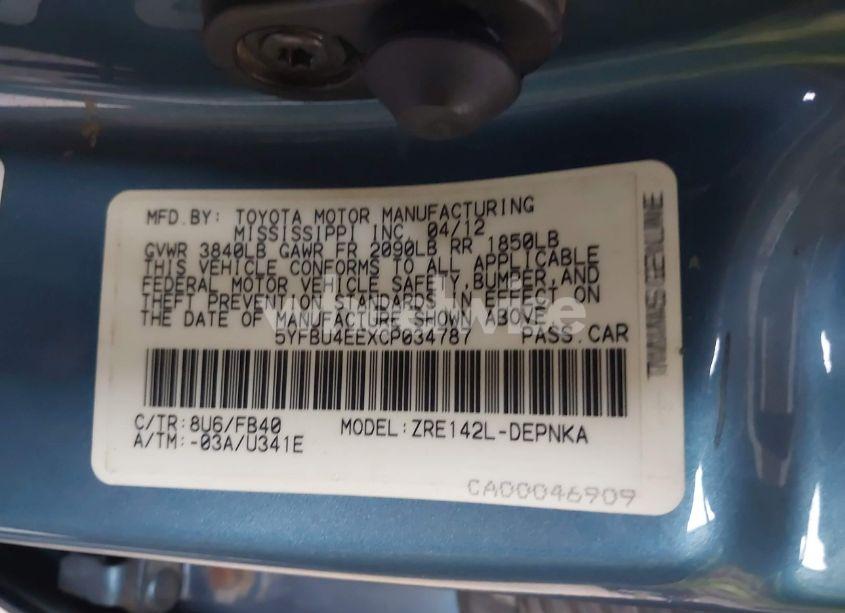 MFD.BY: TOYOTA MOTOR MANUFACTURING
MISSISSIPPI INC. 04/12
GVWR 3840LB GAWR FR 2090LB RR 1850LB
THIS VEHICLE CONFORMS TO ALL APPLICABLE
FEDERAL MOTOR VEHICLE SAFETY,BUMPER,AND
THEFT PREVENTION STANDARDS IN EFFECT ON
THE DATE OF MANUFACTURE SHOWN ABOVE.
5YFBU4EEXCP034787 PASS.CAR
C/TR:8U6/FB40 MODEL:ZRE142L-DEPNKA
A/TM:-03A/U341E
CA00046909
GENUINE